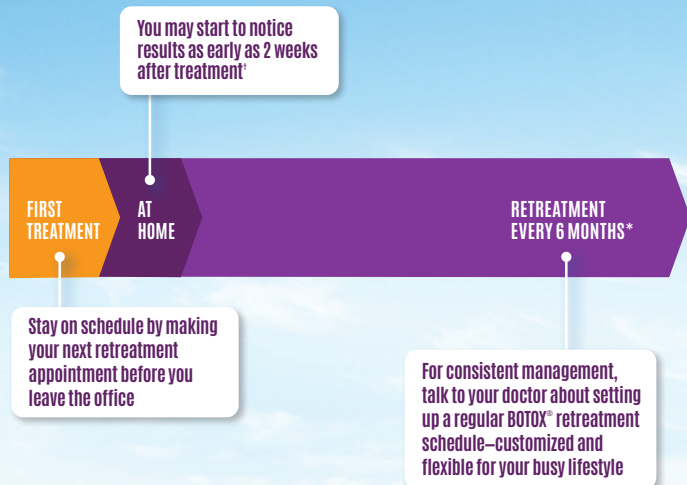 You may start to notice
results as early as 2 weeks
after treatment†
FIRST
TREATMENT
AT
HOME
RETREATMENT
EVERY 6 MONTHS*
Stay on schedule by making
your next retreatment
appointment before you
leave the office
For consistent management,
talk to your doctor about setting
up a regular BOTOX® retreatment
schedule—customized and
flexible for your busy lifestyle